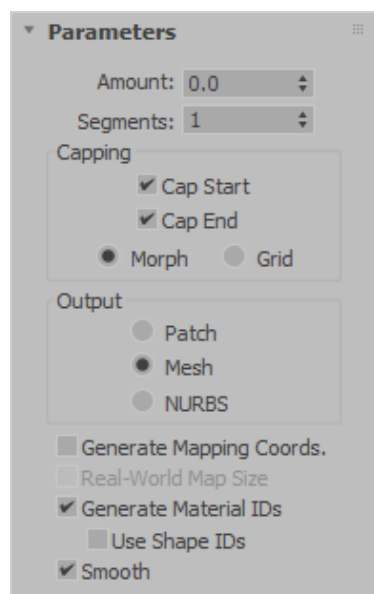 Parameters
Amount: 0.0
Segments: 1
Capping
Cap Start
Cap End
Morph Grid
Output
Patch
Mesh
NURBS
Generate Mapping Coords.
Real-World Map Size
Generate Material IDs
Use Shape IDs
Smooth